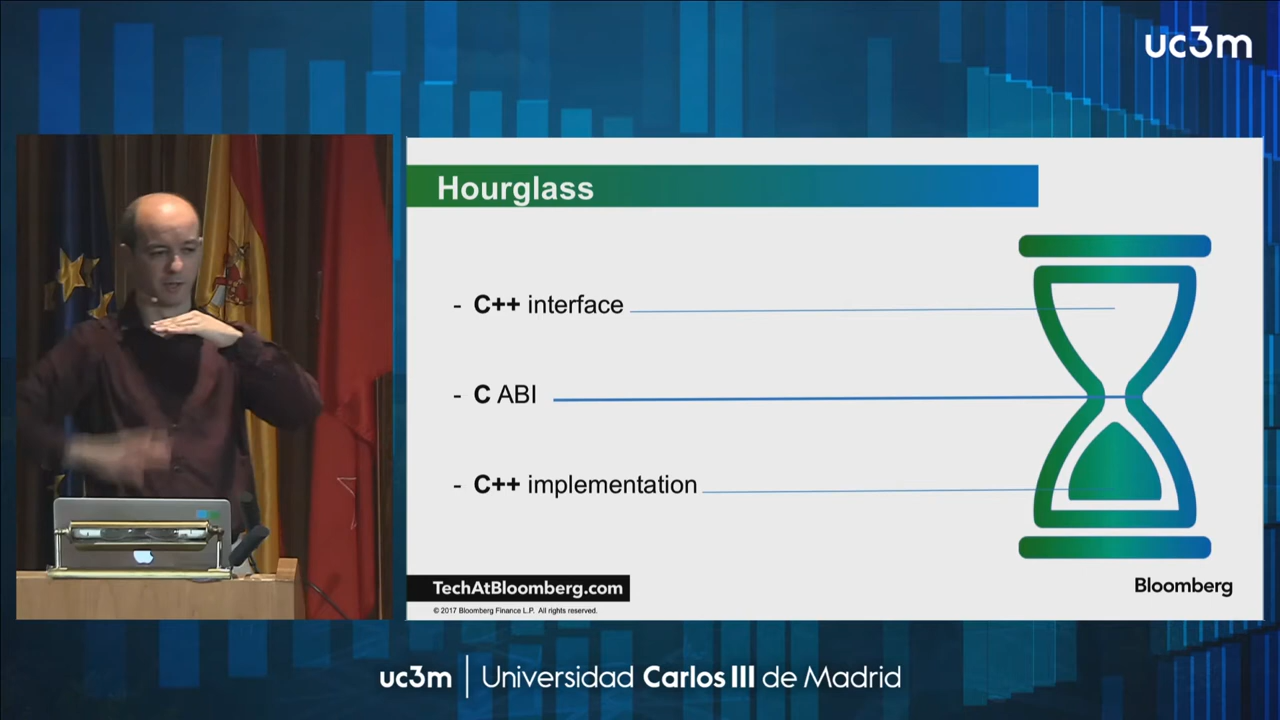 uc3m
Hourglass
- C++ interface
- C ABI
- C++ implementation
TechAtBloomberg.com
Bloomberg
© 2017 Bloomberg Finance L.P. All rights reserved.
uc3m | Universidad Carlos III de Madrid